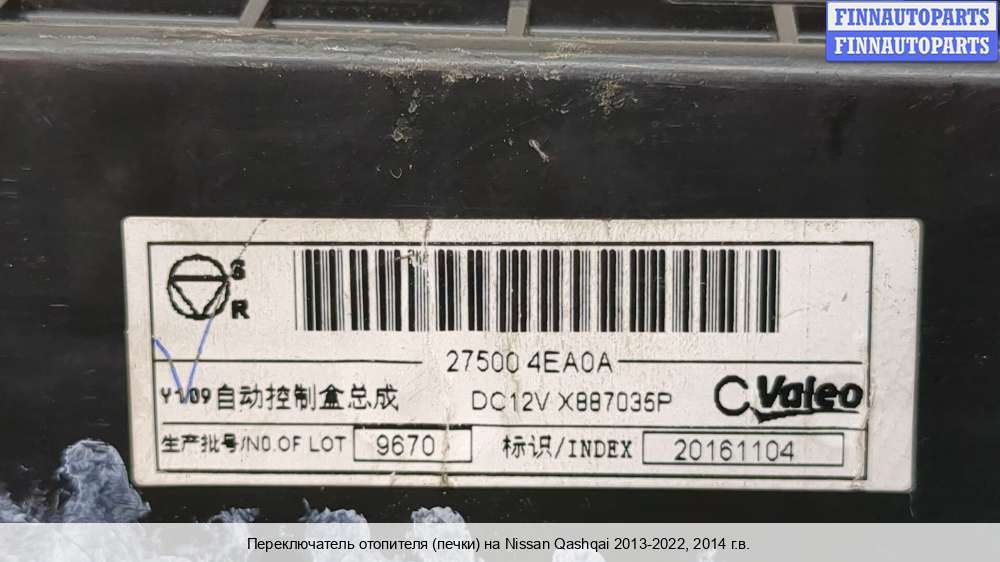 FINNAUTOPARTS
FINNAUTOPARTS
S
R
27500 4EA0A
Y109自动控制盒总成 DC12V X887035P Valeo
生产批号/NO.OF LOT 9670 标识/INDEX 20161104
Переключатель отопителя (печки) на Nissan Qashqai 2013-2022, 2014 г.в.